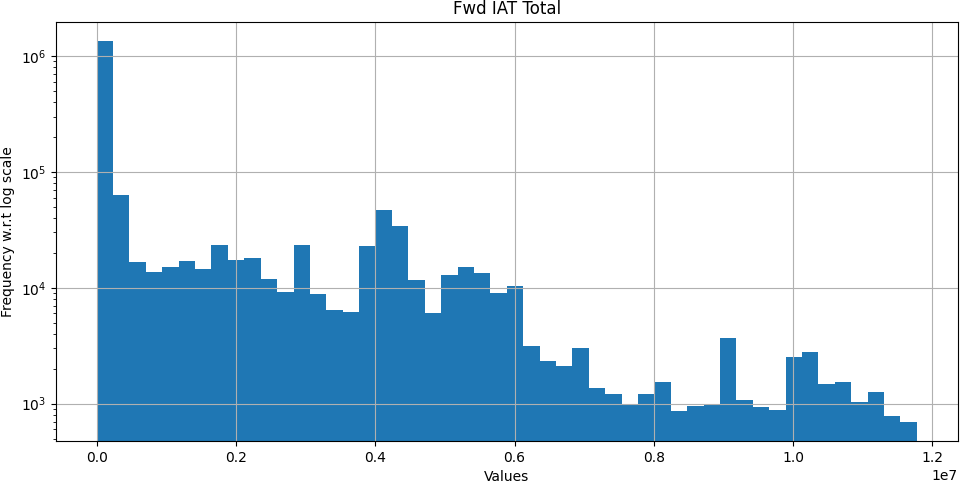 Fwd IAT Total
Frequency w.r.t log scale
10^6
10^5
10^4
10^3
0.0 0.2 0.4 0.6 0.8 1.0 1.2
1e7
Values